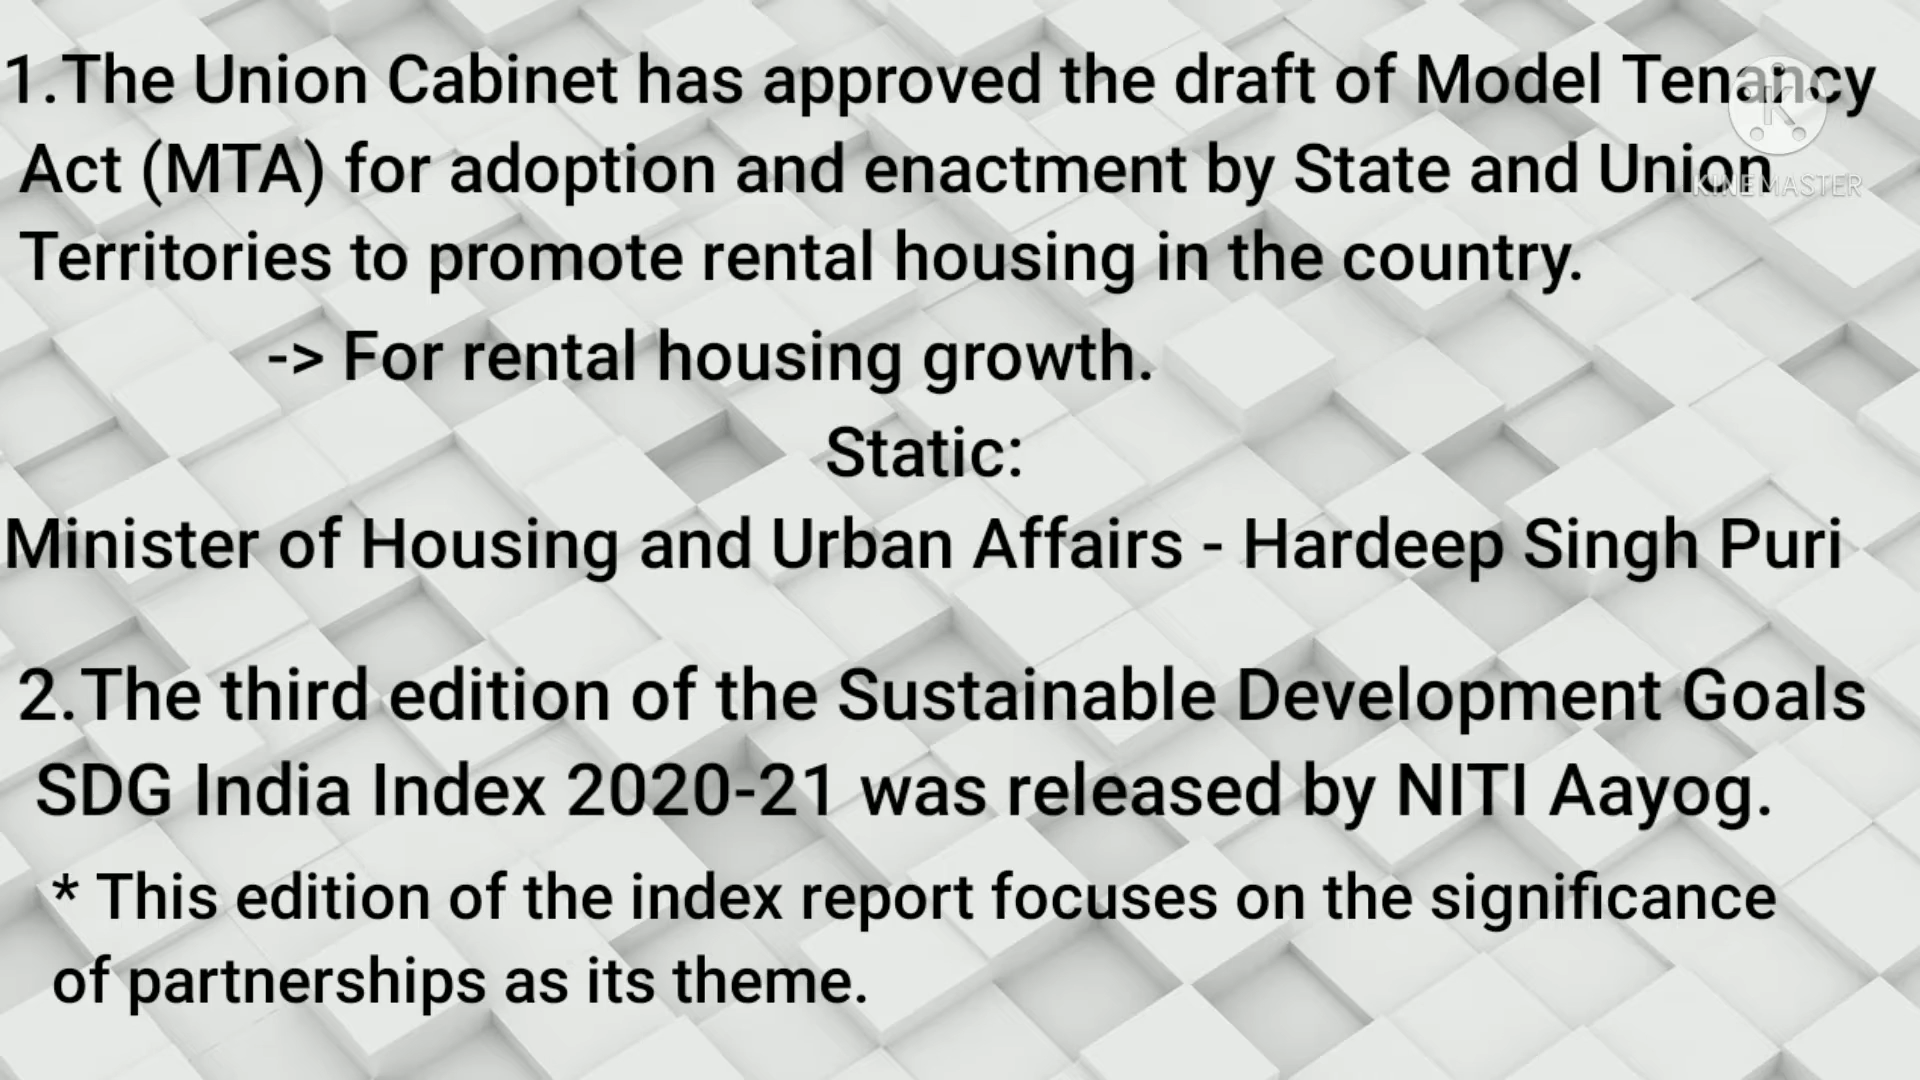 1.The Union Cabinet has approved the draft of Model Tenancy
Act (MTA) for adoption and enactment by State and Union
Territories to promote rental housing in the country.
-> For rental housing growth.
Static:
Minister of Housing and Urban Affairs - Hardeep Singh Puri
2.The third edition of the Sustainable Development Goals
SDG India Index 2020-21 was released by NITI Aayog.
* This edition of the index report focuses on the significance
of partnerships as its theme.
K
KINEMASTER